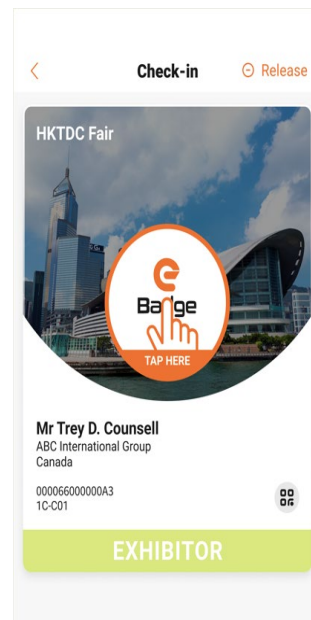 Check-in
Release
HKTDC Fair
Badge
TAP HERE
Mr Trey D. Counsell
ABC International Group
Canada
000066000000A3
1C-C01
EXHIBITOR